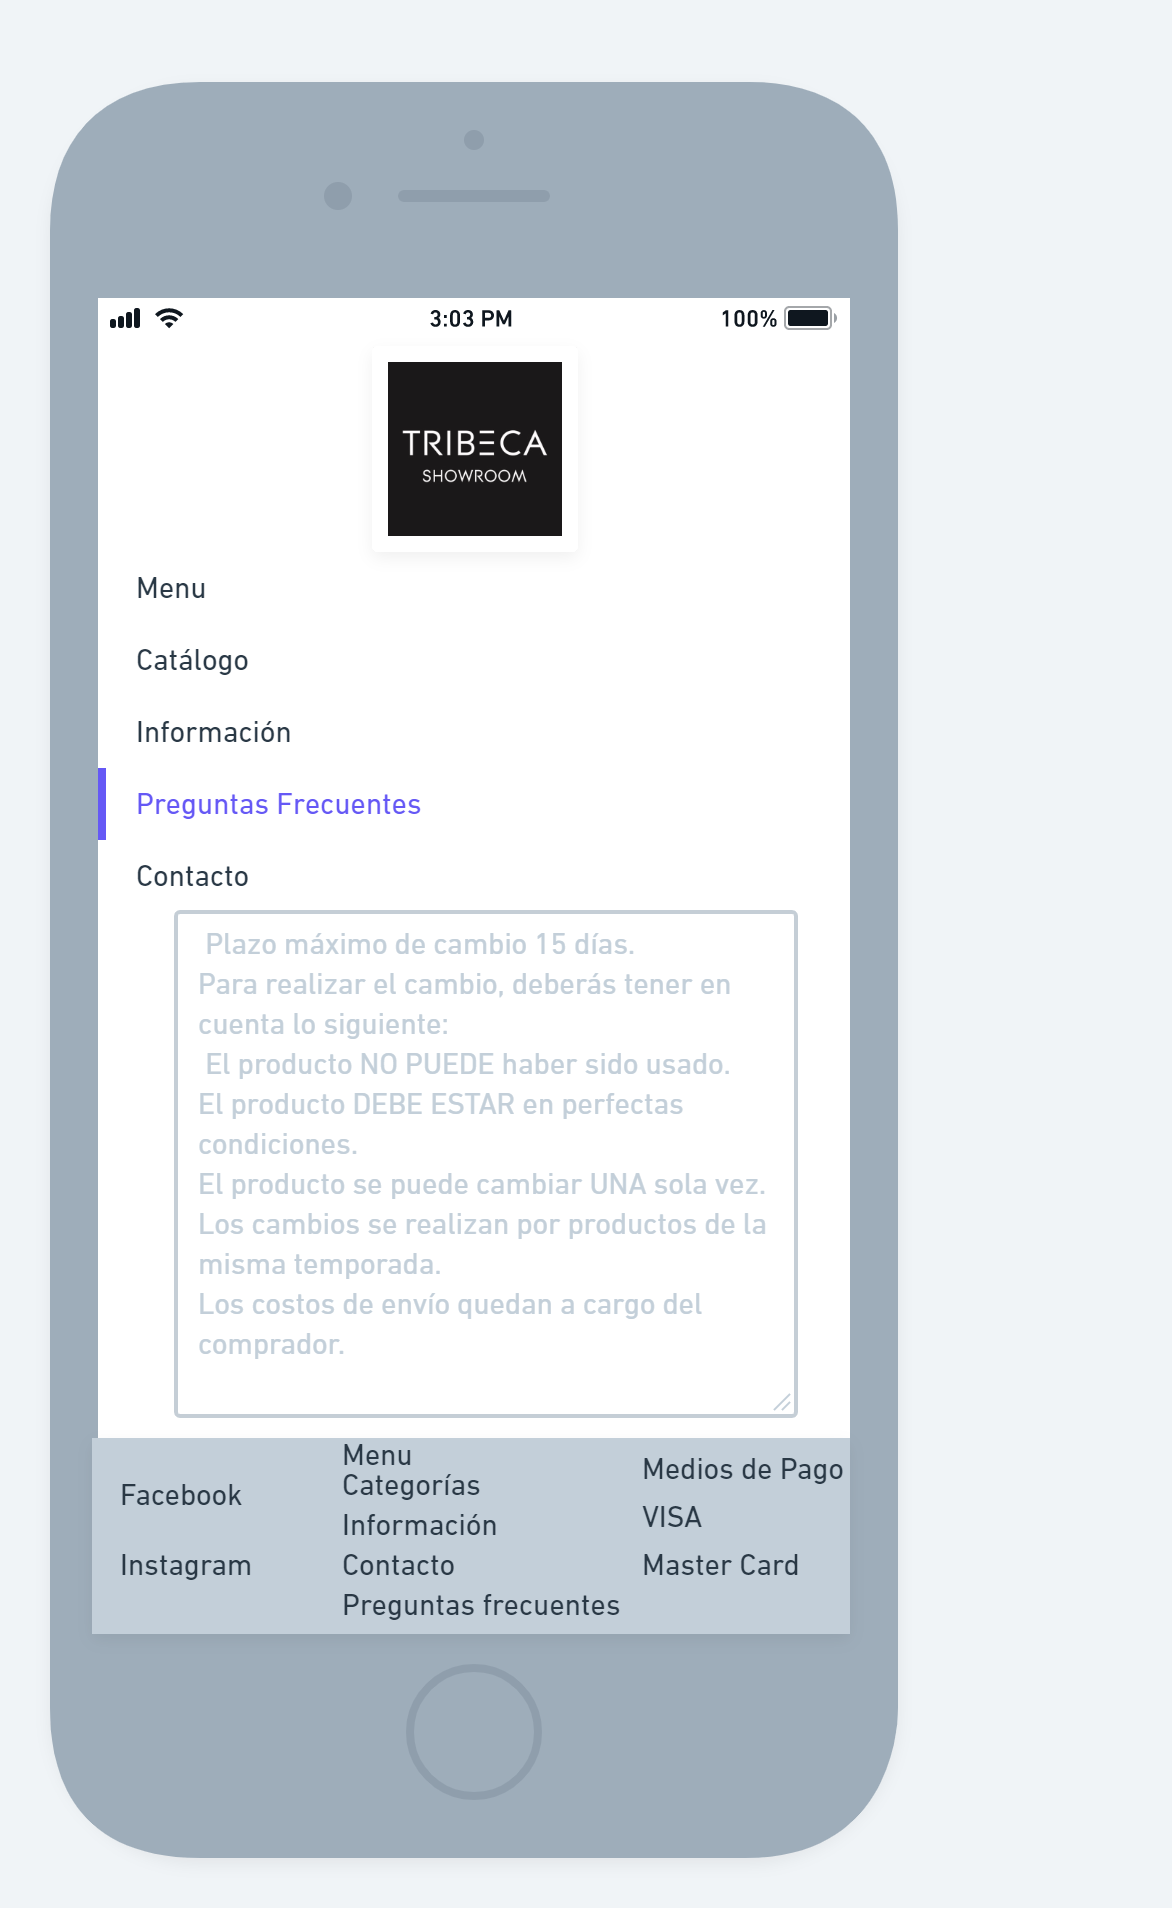 3:03 PM
100%
TRIBECA
SHOWROOM
Menu
Catálogo
Información
Preguntas Frecuentes
Contacto
Plazo máximo de cambio 15 días.
Para realizar el cambio, deberás tener en
cuenta lo siguiente:
El producto NO PUEDE haber sido usado.
El producto DEBE ESTAR en perfectas
condiciones.
El producto se puede cambiar UNA sola vez.
Los cambios se realizan por productos de la
misma temporada.
Los costos de envío quedan a cargo del
comprador.
Facebook
Instagram
Menu
Categorías
Información
Contacto
Preguntas frecuentes
Medios de Pago
VISA
Master Card